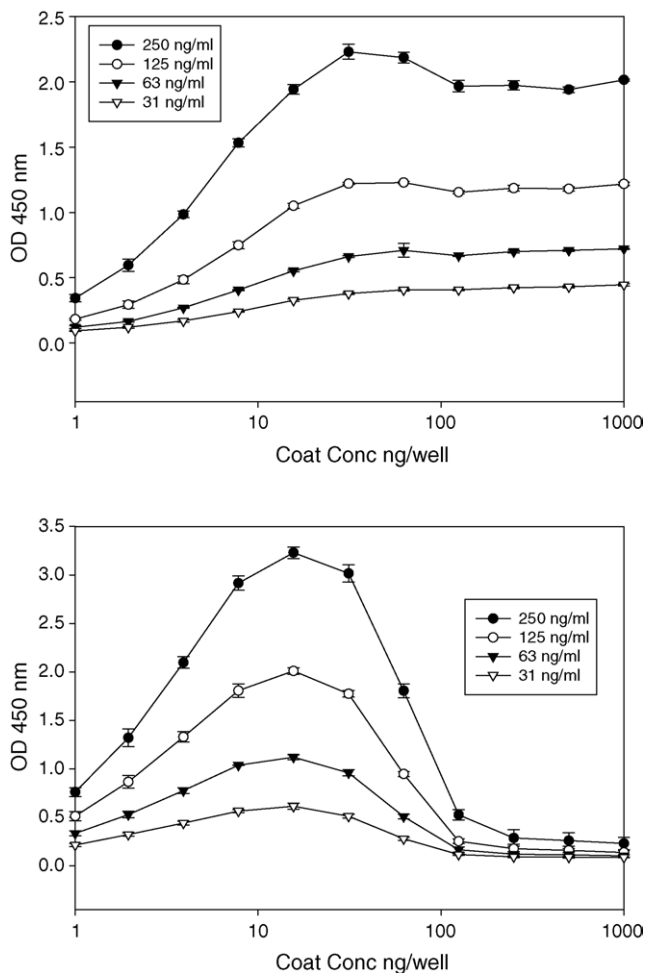 2.5
250 ng/ml
125 ng/ml
63 ng/ml
31 ng/ml
2.0
1.5
1.0
0.5
0.0
OD 450 nm
1 10 100 1000
Coat Conc ng/well
3.5
3.0
2.5
2.0
1.5
1.0
0.5
0.0
OD 450 nm
250 ng/ml
125 ng/ml
63 ng/ml
31 ng/ml
1 10 100 1000
Coat Conc ng/well